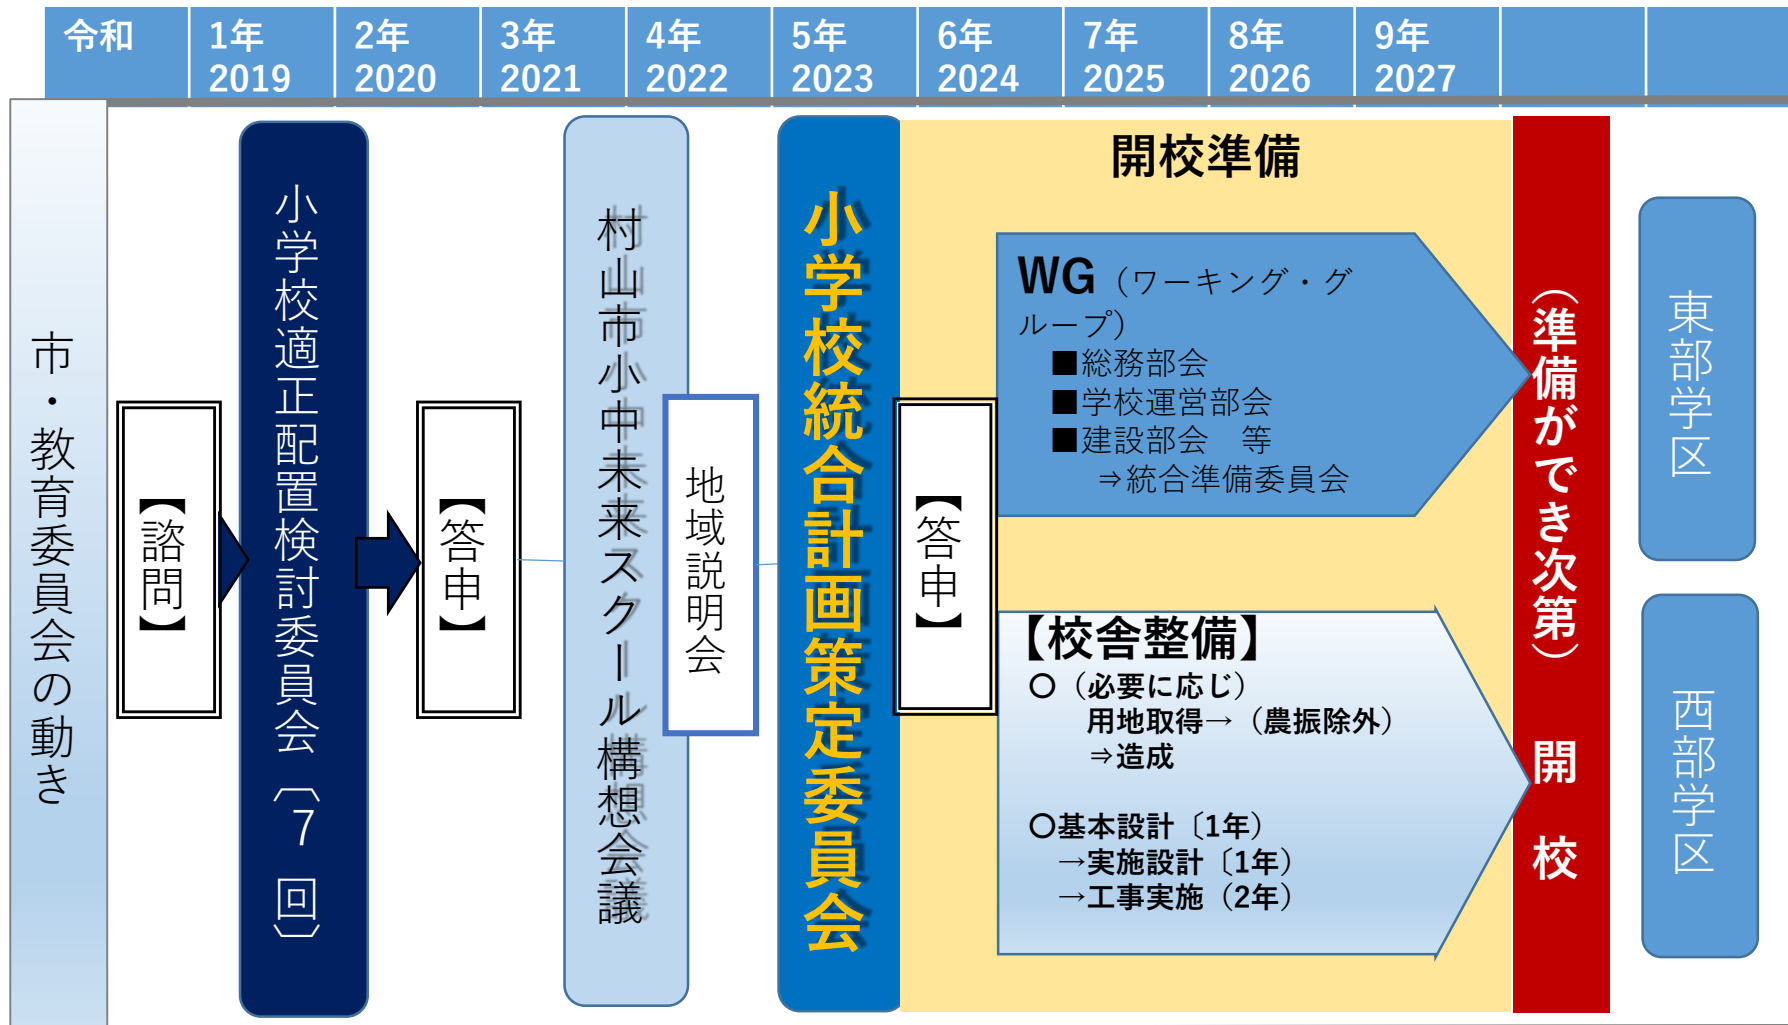 令和
1年
2019
2年
2020
3年
2021
4年
2022
5年
2023
6年
2024
7年
2025
8年
2026
9年
2027
市・教育委員会の動き
【諮問】
小学校適正配置検討委員会〔７回〕
【答申】
村山市小中未来スクール構想会議
地域説明会
小学校統合計画策定委員会
【答申】
開校準備
WG（ワーキング・グ
ループ）
■総務部会
■学校運営部会
■建設部会　等
⇒統合準備委員会
【校舎整備】
〇（必要に応じ）
用地取得→（農振除外）
⇒造成
〇基本設計〔1年〕
→実施設計〔1年〕
→工事実施（2年）
（準備ができ次第）　開　校
東部学区
西部学区